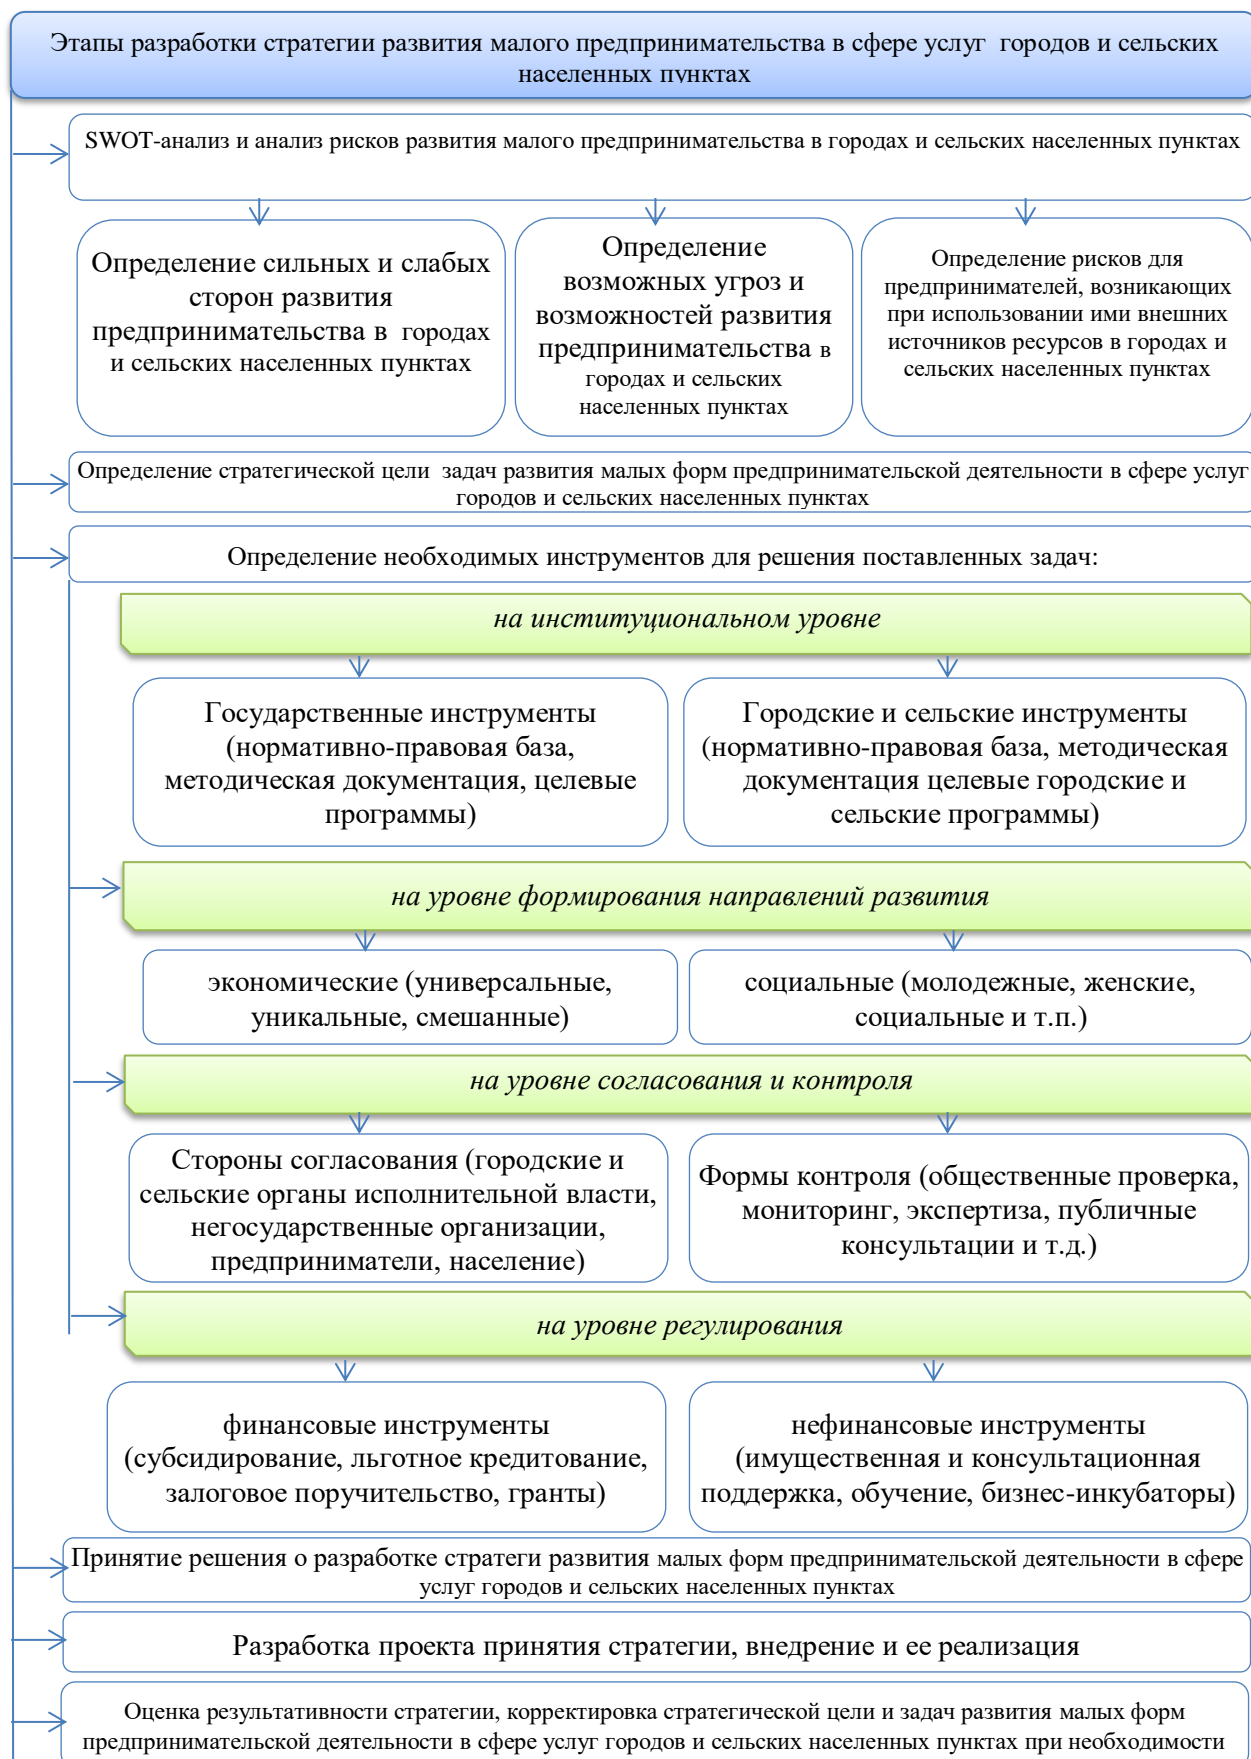 Этапы разработки стратегии развития малого предпринимательства в сфере услуг городов и сельских
населенных пунктах
SWOT-анализ и анализ рисков развития малого предпринимательства в городах и сельских населенных пунктах
Определение сильных и слабых
сторон развития
предпринимательства в городах
и сельских населенных пунктах
Определение
возможных угроз и
возможностей развития
предпринимательства в
городах и сельских
населенных пунктах
Определение рисков для
предпринимателей, возникающих
при использовании ими внешних
источников ресурсов в городах и
сельских населенных пунктах
Определение стратегической цели задач развития малых форм предпринимательской деятельности в сфере услуг
городов и сельских населенных пунктах
Определение необходимых инструментов для решения поставленных задач:
на институциональном уровне
Государственные инструменты
(нормативно-правовая база,
методическая документация, целевые
программы)
Городские и сельские инструменты
(нормативно-правовая база, методическая
документация целевые городские и
сельские программы)
на уровне формирования направлений развития
экономические (универсальные,
уникальные, смешанные)
социальные (молодежные, женские,
социальные и т.п.)
на уровне согласования и контроля
Стороны согласования (городские и
сельские органы исполнительной власти,
негосударственные организации,
предприниматели, население)
Формы контроля (общественные проверка,
мониторинг, экспертиза, публичные
консультации и т.д.)
на уровне регулирования
финансовые инструменты
(субсидирование, льготное кредитование,
залоговое поручительство, гранты)
нефинансовые инструменты
(имущественная и консультационная
поддержка, обучение, бизнес-инкубаторы)
Принятие решения о разработке стратеги развития малых форм предпринимательской деятельности в сфере
услуг городов и сельских населенных пунктах
Разработка проекта принятия стратегии, внедрение и ее реализация
Оценка результативности стратегии, корректировка стратегической цели и задач развития малых форм
предпринимательской деятельности в сфере услуг городов и сельских населенных пунктах при необходимости